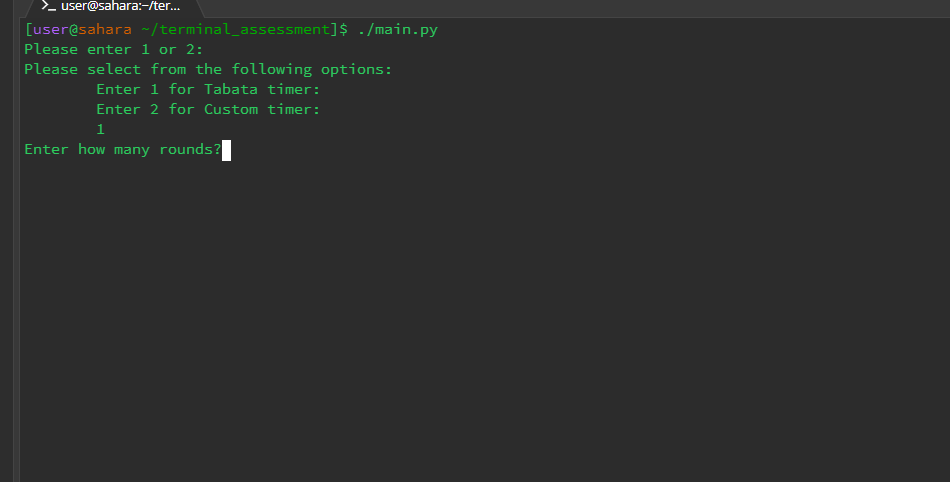 >_ user@sahara:~/ter...
[user@sahara ~/terminal_assessment]$ ./main.py
Please enter 1 or 2:
Please select from the following options:
Enter 1 for Tabata timer:
Enter 2 for Custom timer:
1
Enter how many rounds?